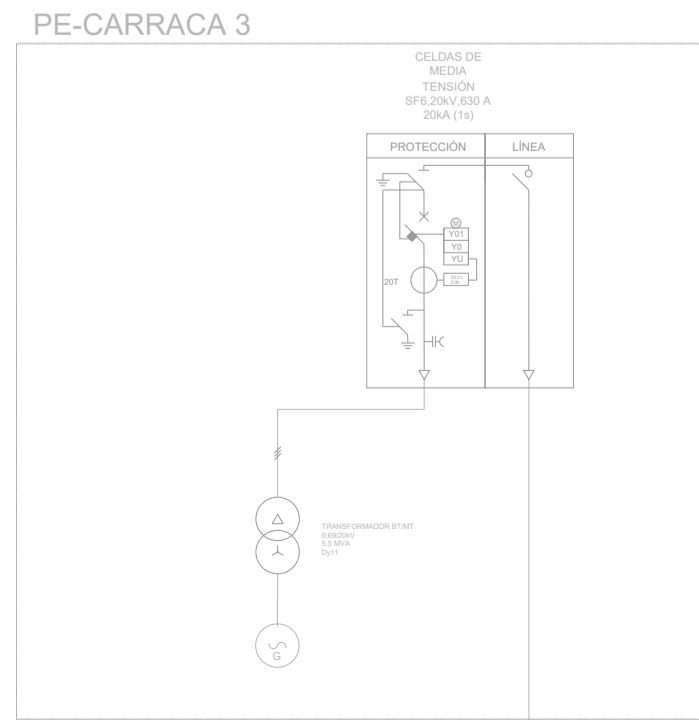 PE-CARRACA 3
CELDAS DE
MEDIA
TENSIÓN
SF6,20kV,630 A
20kA (1s)
PROTECCIÓN
LÍNEA
M
Y01
Y0
YU
20T
TRANSFORMADOR BT/MT
0,69/20kV
5,5 MVA
Dy11
G